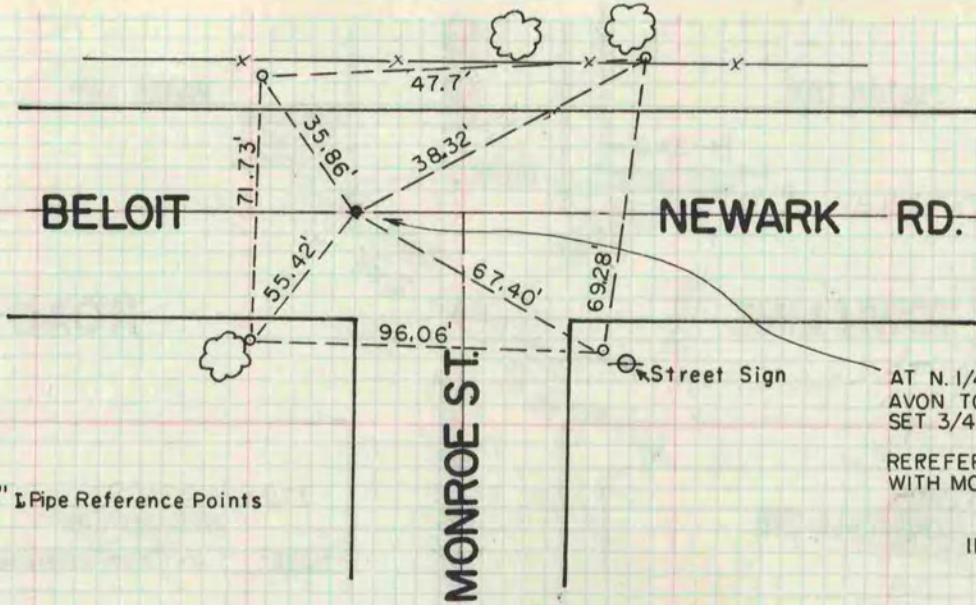 47.7'
35.86'
38.32'
71.73'
BELOIT NEWARK RD.
55.42'
67.40'
69.28'
96.06'
Street Sign
MONROE ST.
AT N. 1/4
AVON TO
SET 3/4
REREFER
WITH MO
" I.Pipe Reference Points